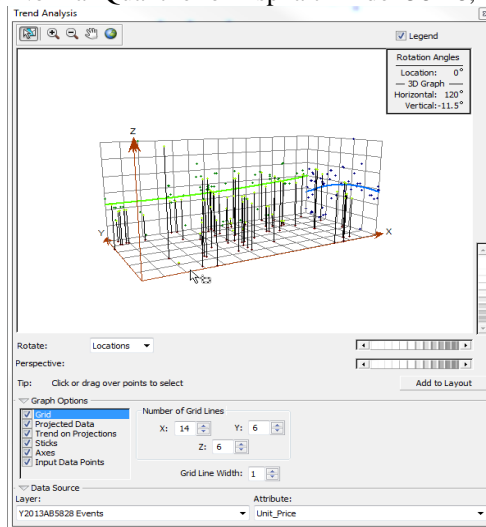 Trend Analysis
Legend
Rotation Angles
Location: 0°
3D Graph
Horizontal: 120°
Vertical:-11.5°
Z
Y
X
Rotate: Locations
Perspective:
Tip: Click or drag over points to select
Add to Layout
Graph Options
Grid
Projected Data
Trend on Projections
Sticks
Axes
Input Data Points
Number of Grid Lines
X: 14 Y: 6
Z: 6
Grid Line Width: 1
Data Source
Layer: Attribute:
Y2013AB5828 Events Unit_Price